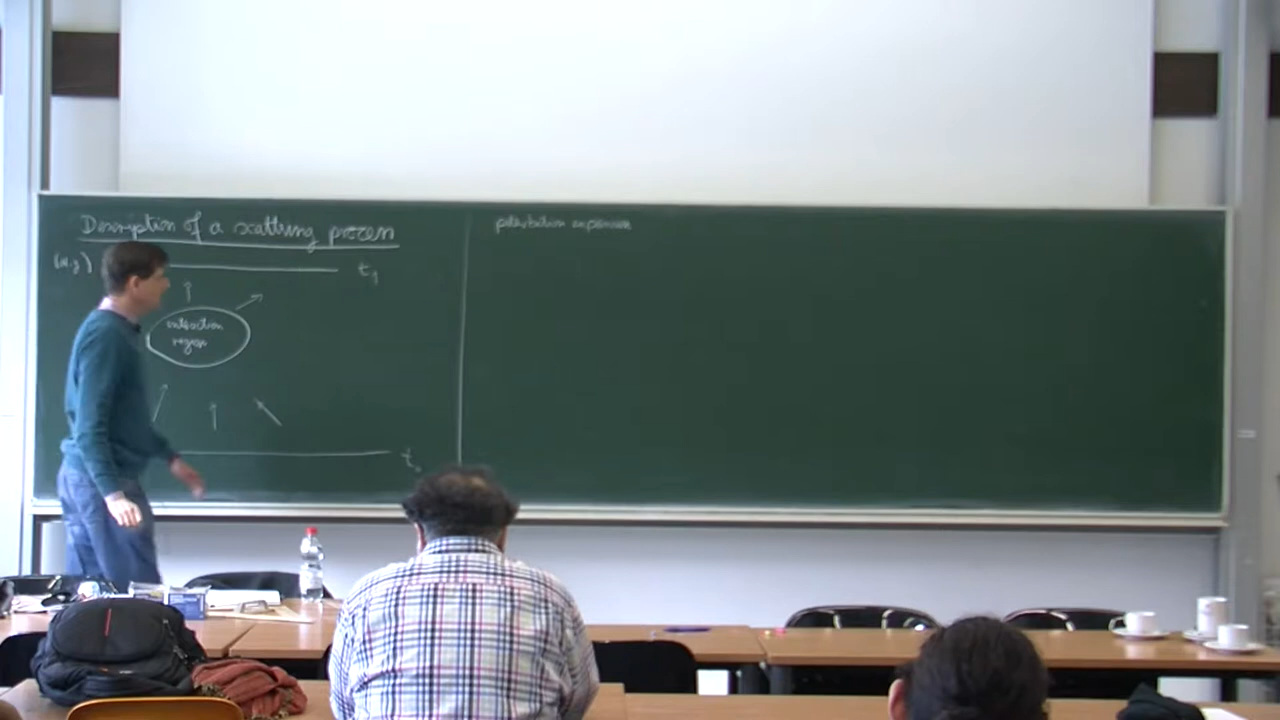 Description of a scattering process
(M,g)
t₁
interaction
region
t₀
perturbation expansion